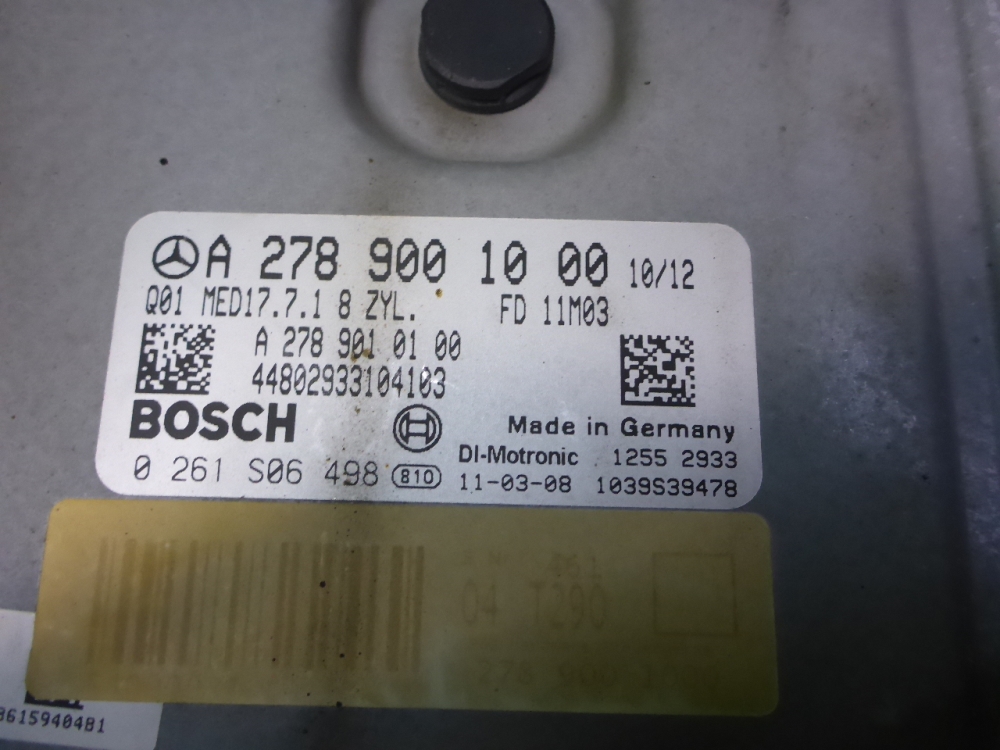 A 278 900 10 00 10/12
Q01 MED17.7.1 8 ZYL. FD 11M03
A 278 901 01 00
44802933104103
BOSCH Made in Germany
DI-Motronic 1255 2933
0 261 S06 498 810 11-03-08 1039S39478
04 T290